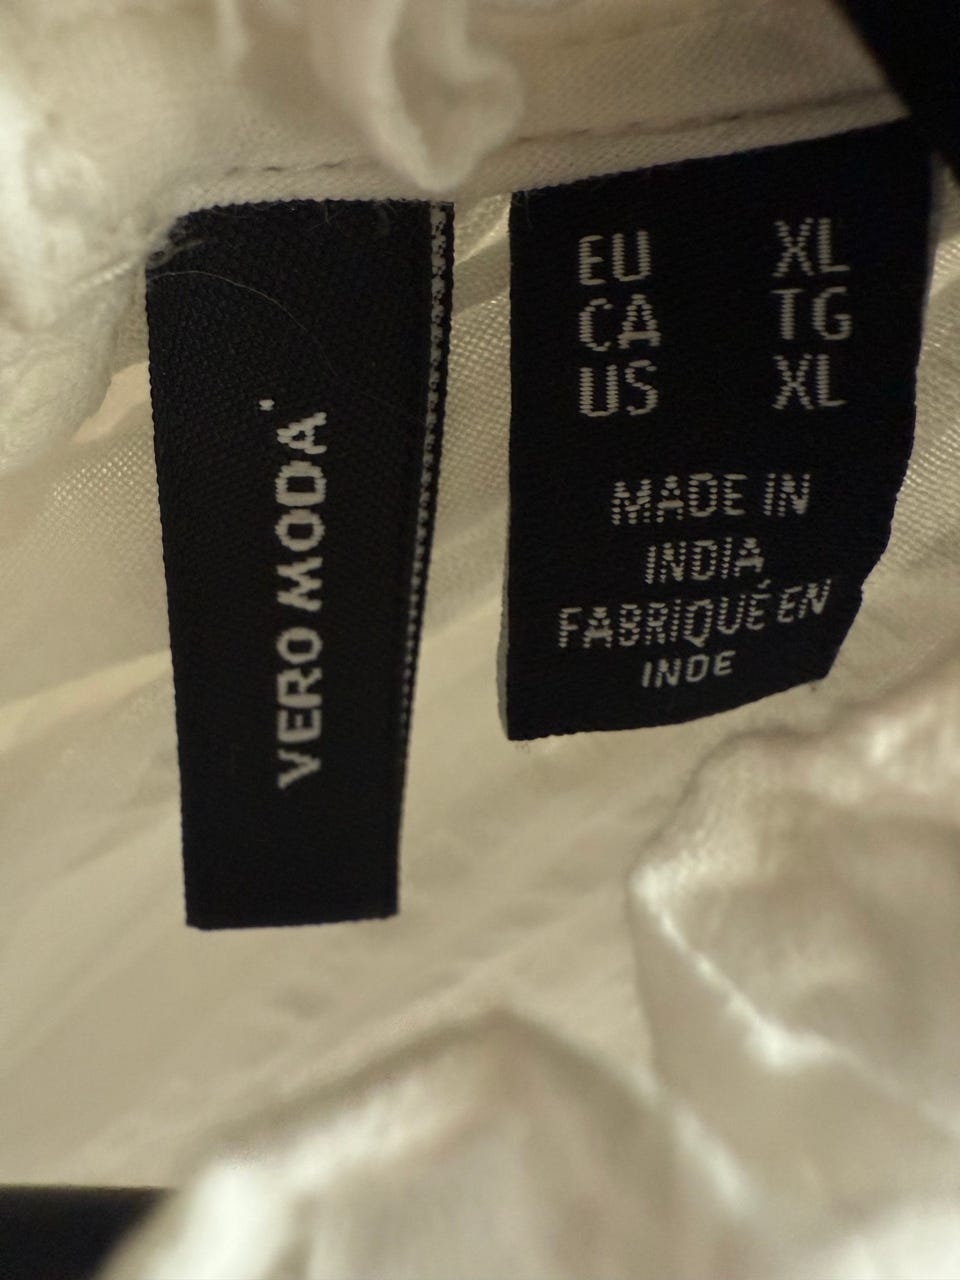 VERO MODA
EU XL
CA TG
US XL
MADE IN
INDIA
FABRIQUÉ EN
INDE